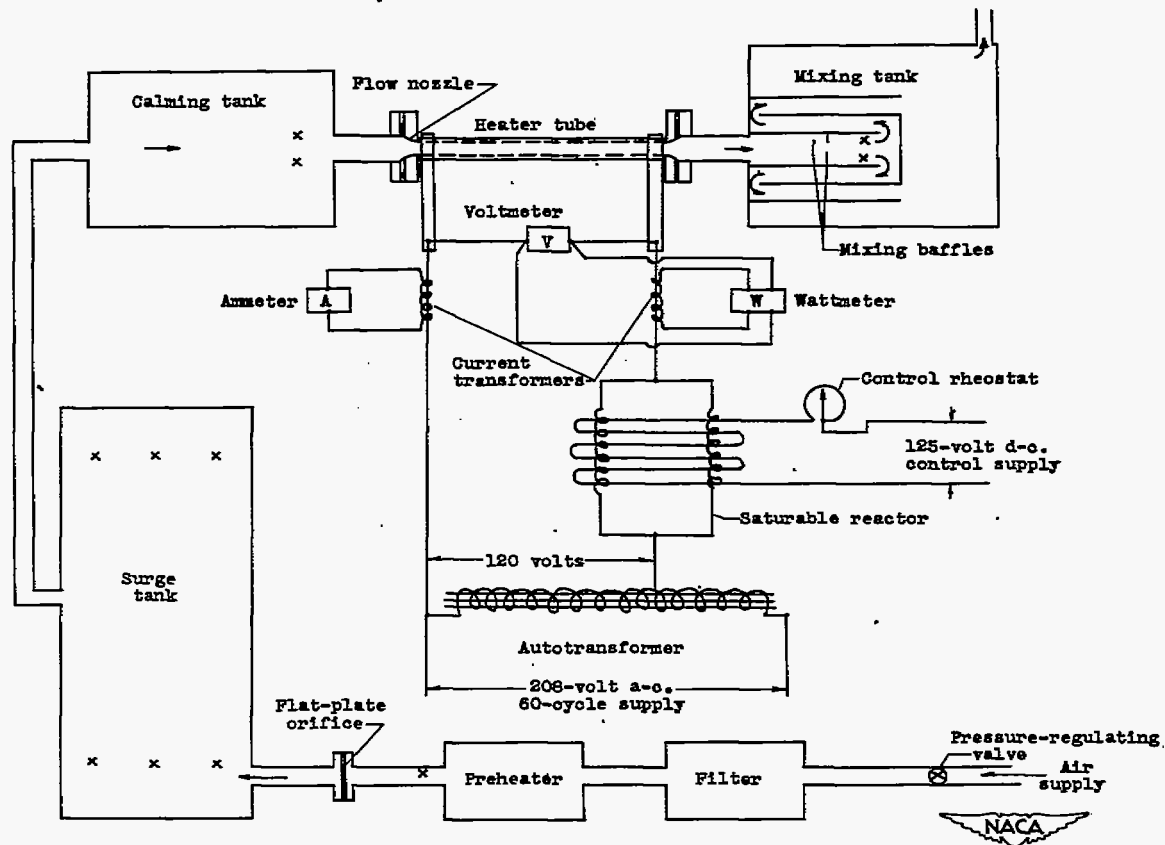 Flow nozzle
Mixing tank
Calming tank
Heater tube
Voltmeter
V
Mixing baffles
Ammeter
A
W
Wattmeter
Current
transformers
Control rheostat
125-volt d-c.
control supply
Saturable reactor
120 volts
Surge
tank
Autotransformer
208-volt a-c.
60-cycle supply
Flat-plate
orifice
Pressure-regulating
valve
Preheater
Filter
Air
supply
NACA